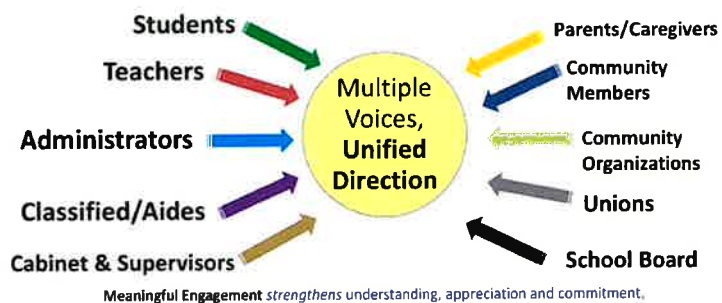 Students
Teachers
Administrators
Classified/Aides
Cabinet & Supervisors
Multiple
Voices,
Unified
Direction
Parents/Caregivers
Community
Members
Community
Organizations
Unions
School Board
Meaningful Engagement strengthens understanding, appreciation and commitment.